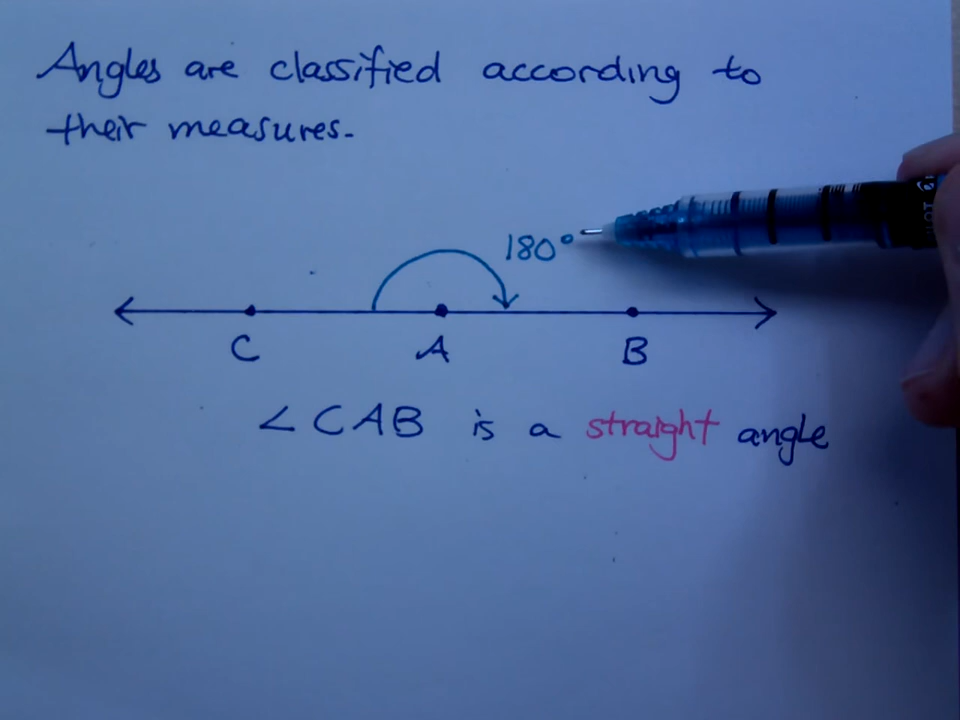 Angles are classified according to
their measures.
180°
C A B
∠CAB is a straight angle